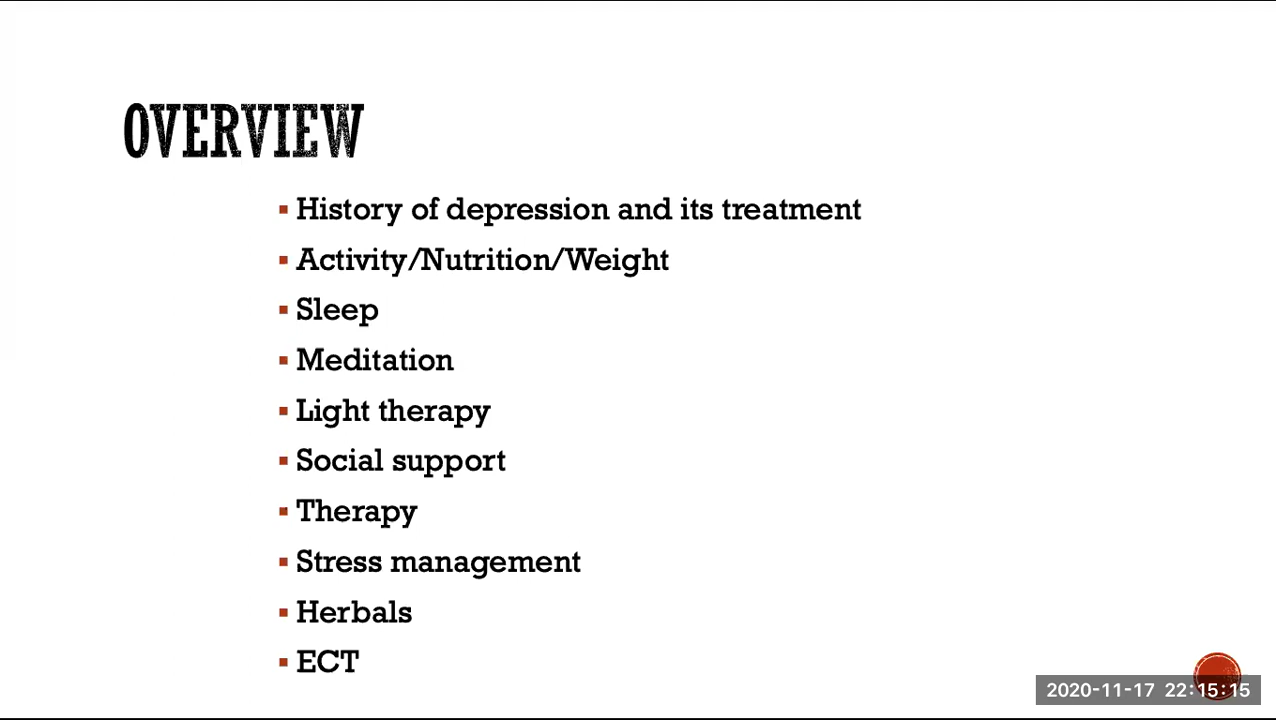 OVERVIEW
▪ History of depression and its treatment
▪ Activity/Nutrition/Weight
▪ Sleep
▪ Meditation
▪ Light therapy
▪ Social support
▪ Therapy
▪ Stress management
▪ Herbals
▪ ECT
2020-11-17 22:15:15